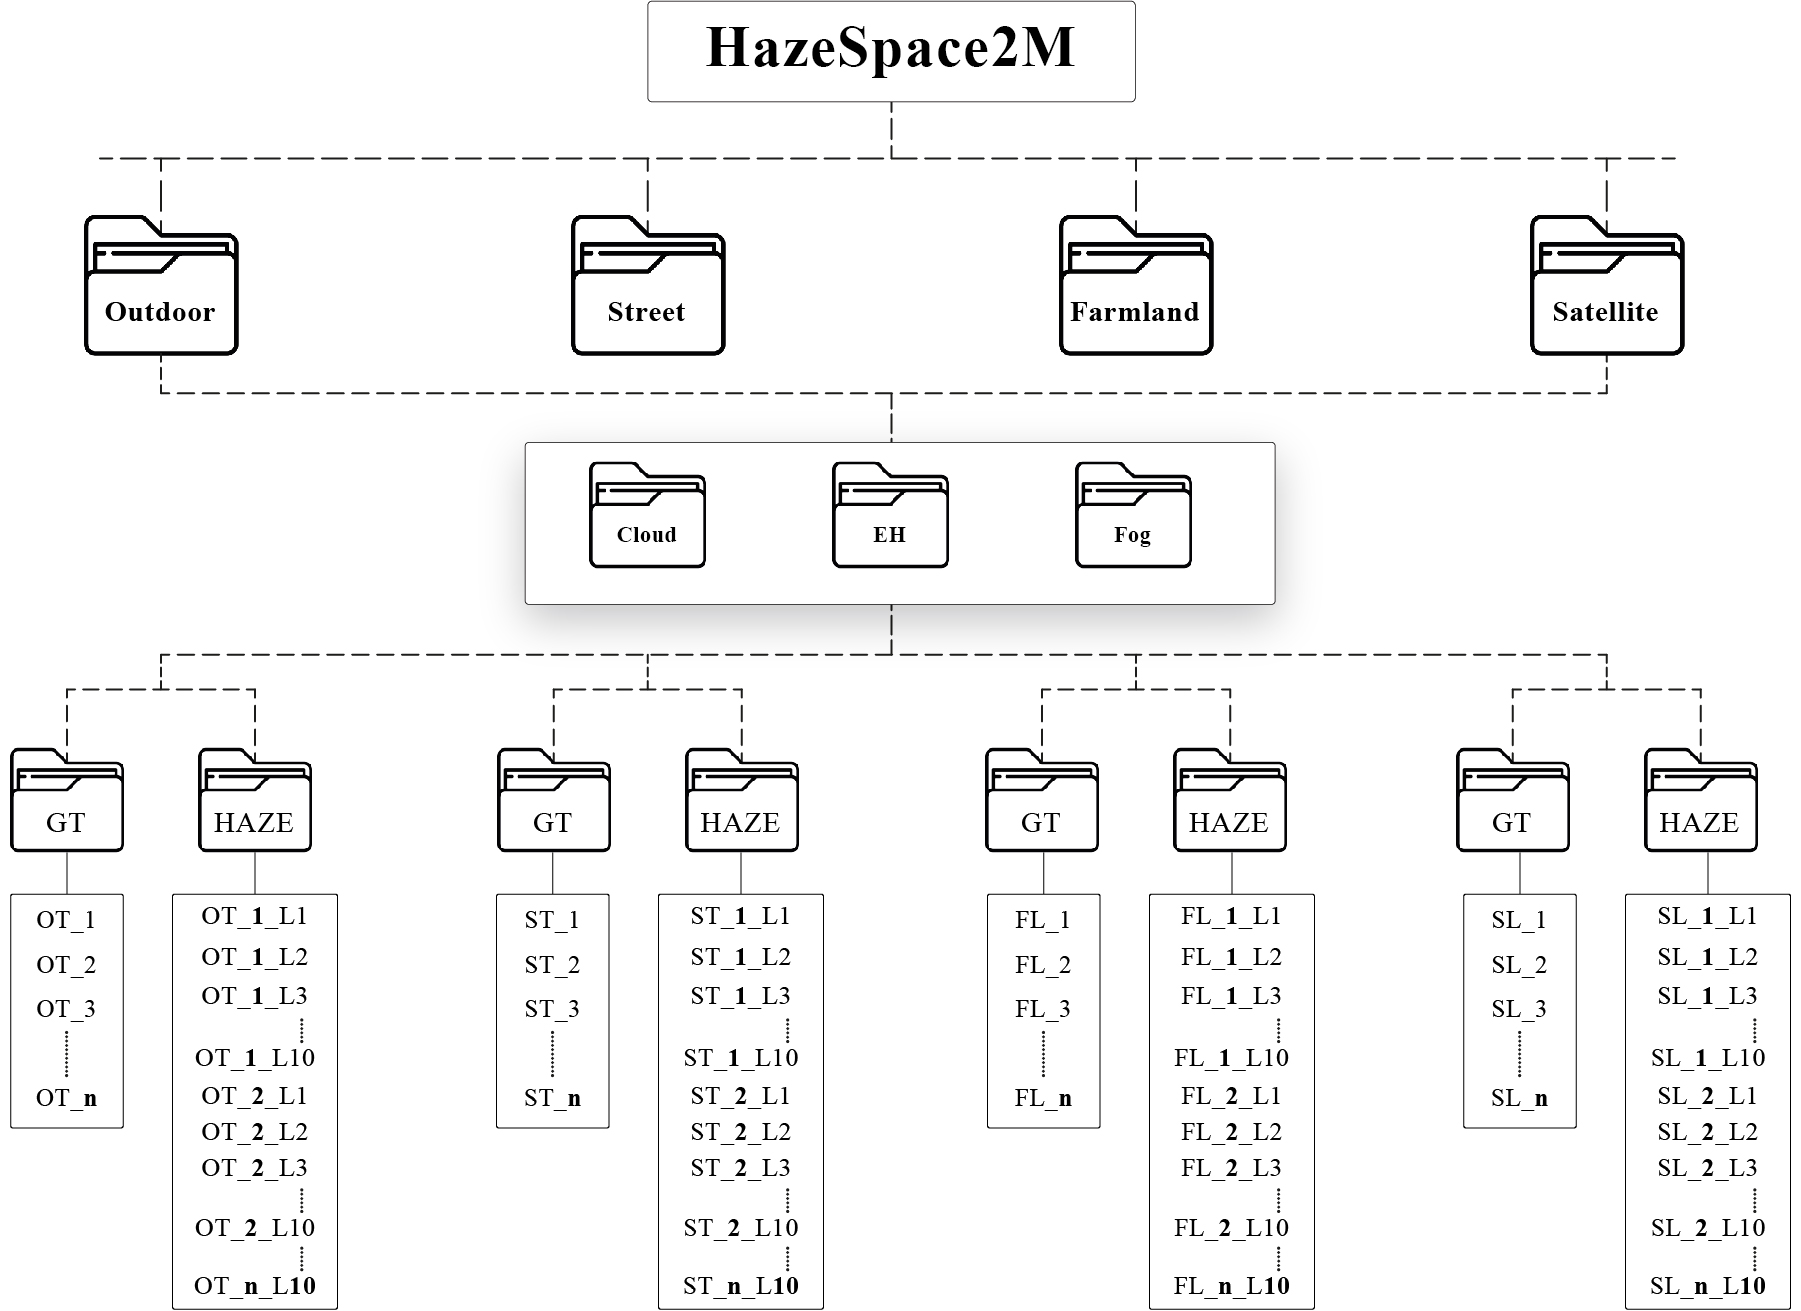 HazeSpace2M
Outdoor
Street
Farmland
Satellite
Cloud
EH
Fog
GT
HAZE
GT
HAZE
GT
HAZE
GT
HAZE
OT_1
OT_2
OT_3
OT_n
OT_1_L1
OT_1_L2
OT_1_L3
OT_1_L10
OT_2_L1
OT_2_L2
OT_2_L3
OT_2_L10
OT_n_L10
ST_1
ST_2
ST_3
ST_n
ST_1_L1
ST_1_L2
ST_1_L3
ST_1_L10
ST_2_L1
ST_2_L2
ST_2_L3
ST_2_L10
ST_n_L10
FL_1
FL_2
FL_3
FL_n
FL_1_L1
FL_1_L2
FL_1_L3
FL_1_L10
FL_2_L1
FL_2_L2
FL_2_L3
FL_2_L10
FL_n_L10
SL_1
SL_2
SL_3
SL_n
SL_1_L1
SL_1_L2
SL_1_L3
SL_1_L10
SL_2_L1
SL_2_L2
SL_2_L3
SL_2_L10
SL_n_L10